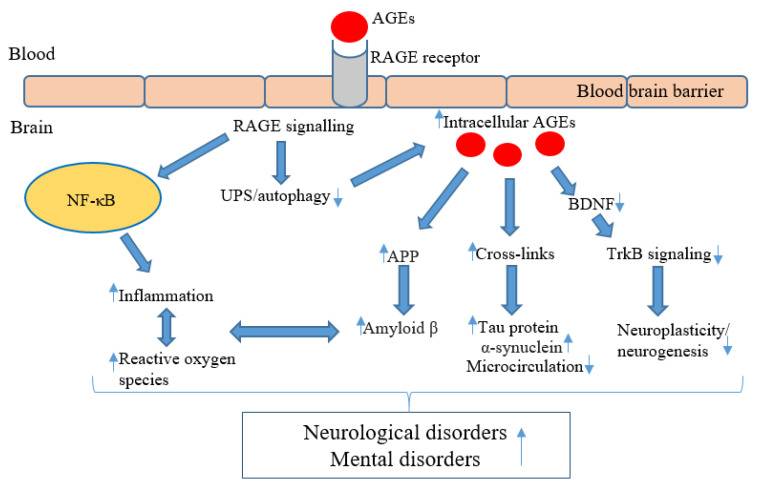 AGEs
Blood
RAGE receptor
Blood brain barrier
Brain
RAGE signalling
Intracellular AGEs
NF-κB
UPS/autophagy
BDNF
APP
Cross-links
TrkB signaling
Inflammation
Amyloid β
Tau protein
α-synuclein
Microcirculation
Neuroplasticity/
neurogenesis
Reactive oxygen
species
Neurological disorders
Mental disorders